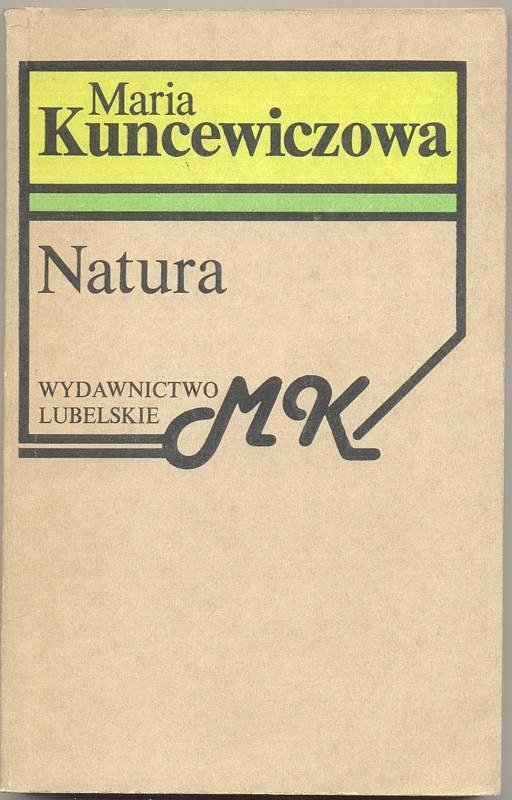 Maria
Kuncewiczowa
Natura
WYDAWNICTWO
LUBELSKIE
MK